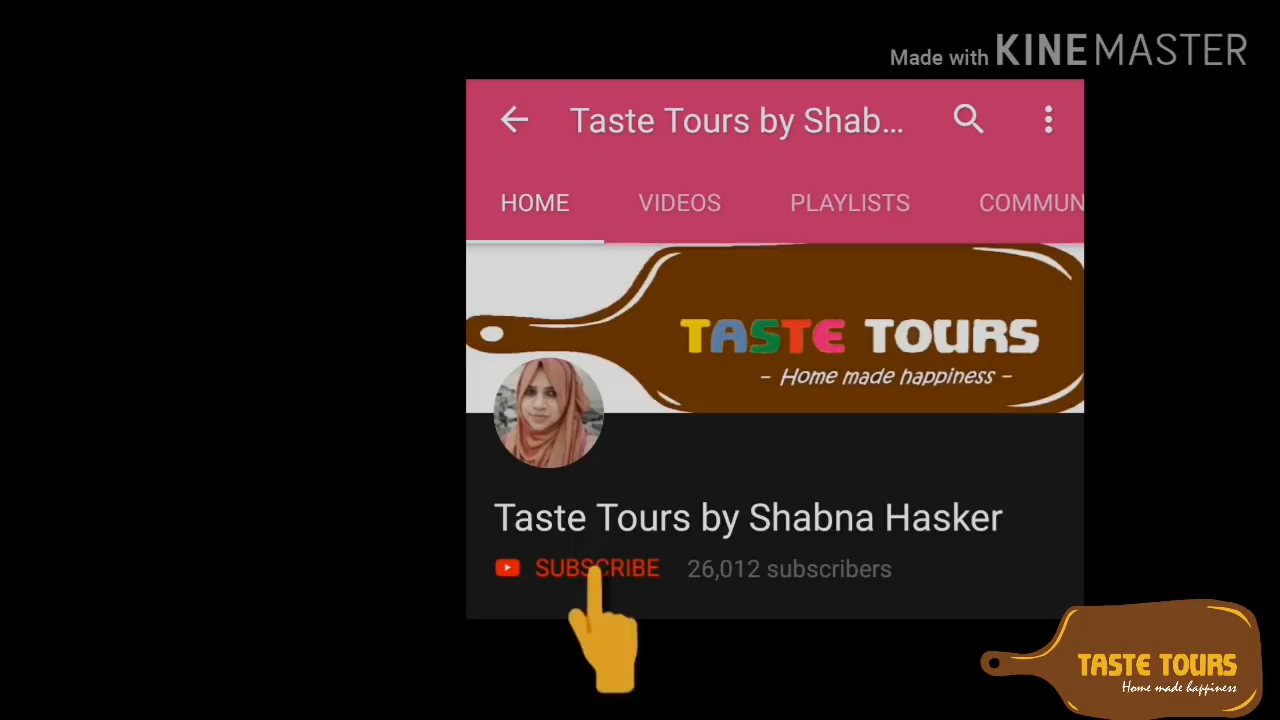 Made with KINEMASTER
Taste Tours by Shab...
HOME VIDEOS PLAYLISTS COMMUN
TASTE TOURS
– Home made happiness –
Taste Tours by Shabna Hasker
SUBSCRIBE 26,012 subscribers
TASTE TOURS
Home made happiness